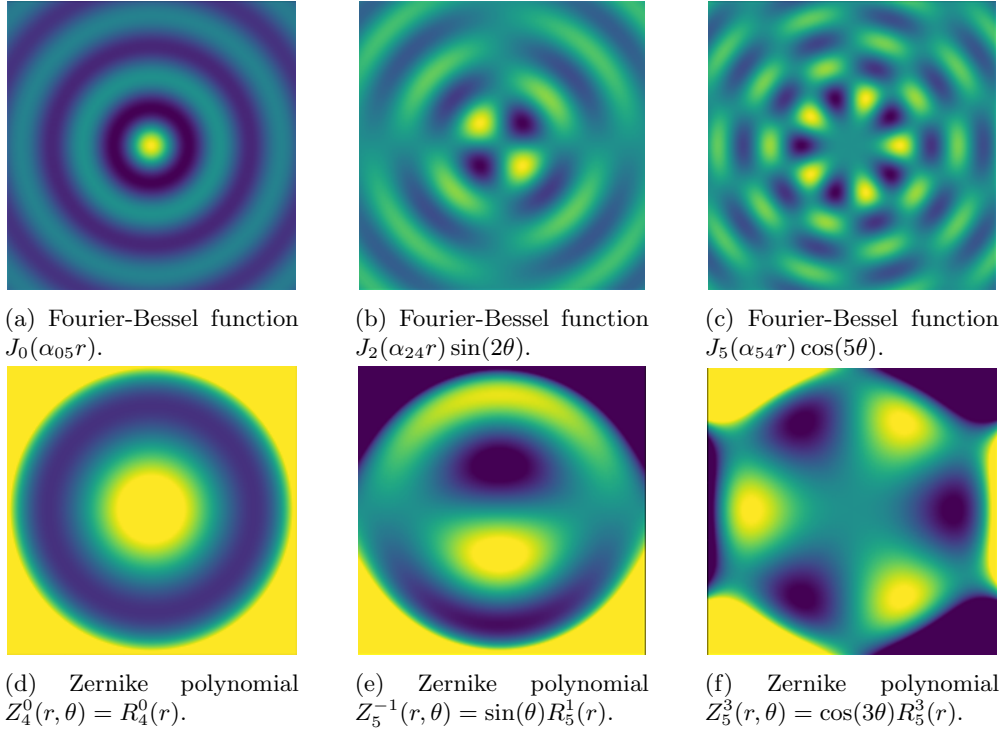 (a) Fourier-Bessel function
J₀(α₀₅r).
(b) Fourier-Bessel function
J₂(α₂₄r) sin(2θ).
(c) Fourier-Bessel function
J₅(α₅₄r) cos(5θ).
(d) Zernike polynomial
Z₄⁰(r, θ) = R₄⁰(r).
(e) Zernike polynomial
Z₅⁻¹(r, θ) = sin(θ)R₅¹(r).
(f) Zernike polynomial
Z₅³(r, θ) = cos(3θ)R₅³(r).